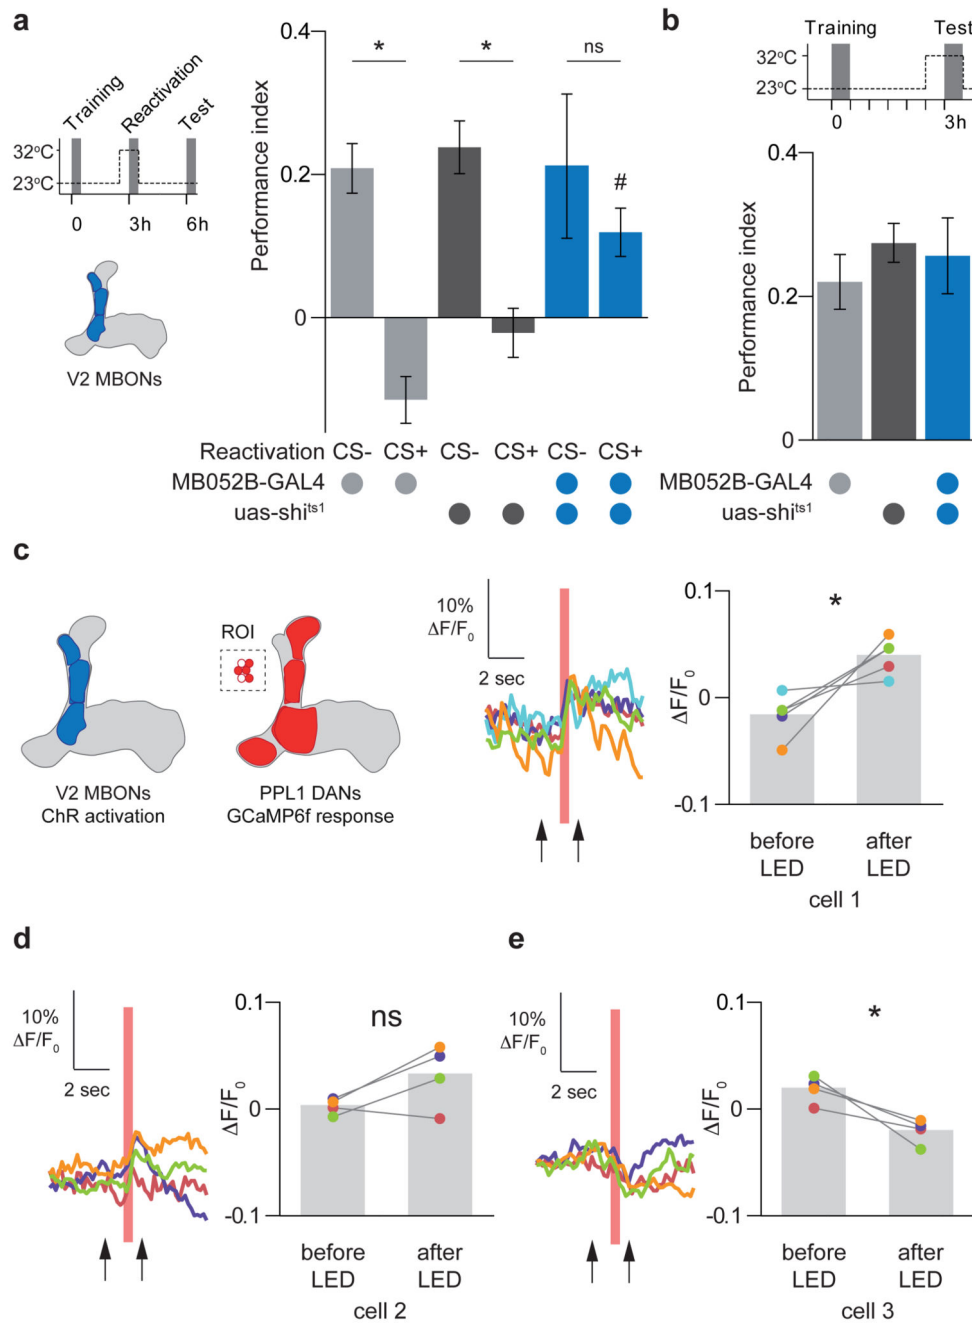 a
Training
Reactivation
Test
32°C
23°C
0
3h
6h
V2 MBONs
Performance index
0.4
0.2
0
*
*
ns
#
Reactivation CS- CS+ CS- CS+ CS- CS+
MB052B-GAL4
uas-shits1
b
Training
Test
32°C
23°C
0
3h
Performance index
0.4
0.2
0
MB052B-GAL4
uas-shits1
c
V2 MBONs
ChR activation
ROI
PPL1 DANs
GCaMP6f response
10%
ΔF/F0
2 sec
ΔF/F0
0.1
0
-0.1
*
before
LED
after
LED
cell 1
d
10%
ΔF/F0
2 sec
ΔF/F0
0.1
0
-0.1
ns
before
LED
after
LED
cell 2
e
10%
ΔF/F0
2 sec
ΔF/F0
0.1
0
-0.1
*
before
LED
after
LED
cell 3